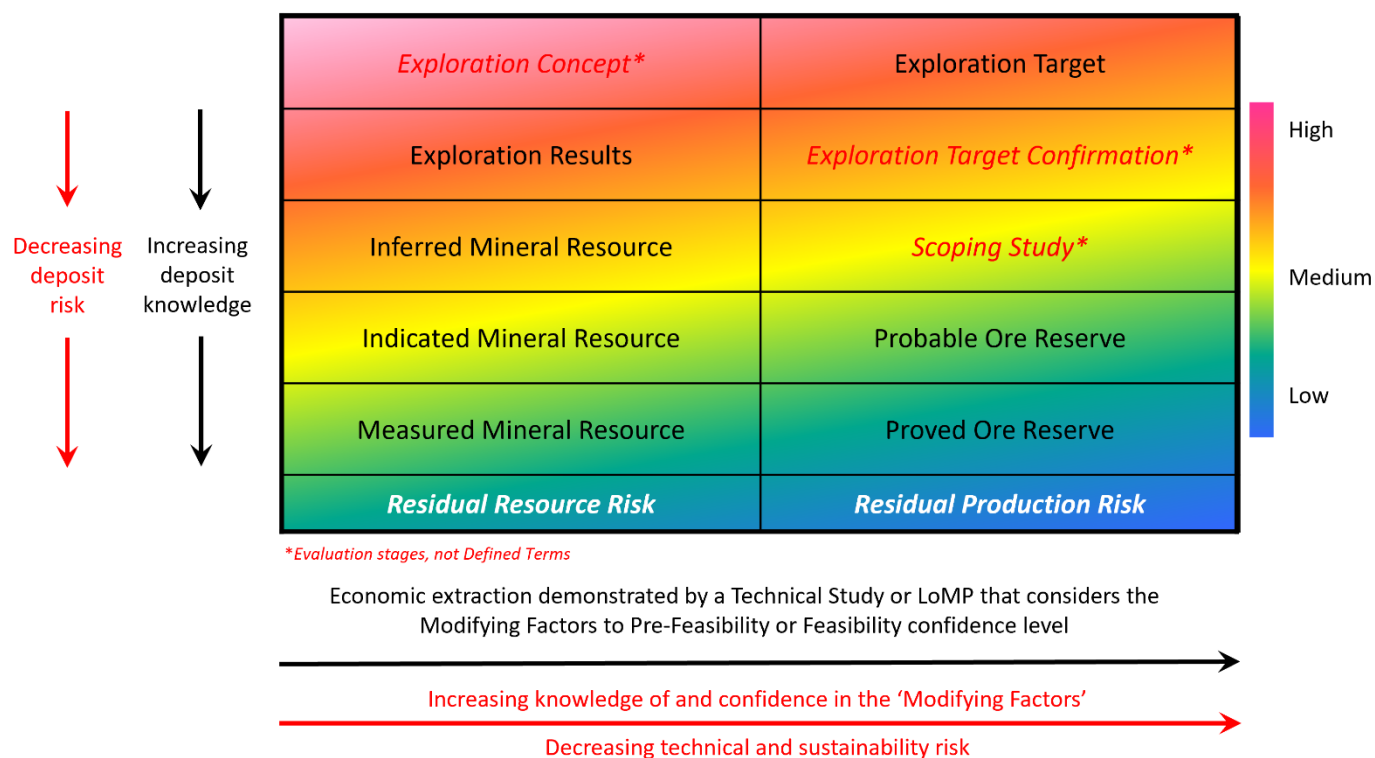 Exploration Concept*
Exploration Target
Exploration Results
Exploration Target Confirmation*
Inferred Mineral Resource
Scoping Study*
Indicated Mineral Resource
Probable Ore Reserve
Measured Mineral Resource
Proved Ore Reserve
Residual Resource Risk
Residual Production Risk
Decreasing
deposit
risk
Increasing
deposit
knowledge
High
Medium
Low
*Evaluation stages, not Defined Terms
Economic extraction demonstrated by a Technical Study or LoMP that considers the
Modifying Factors to Pre-Feasibility or Feasibility confidence level
Increasing knowledge of and confidence in the ‘Modifying Factors’
Decreasing technical and sustainability risk